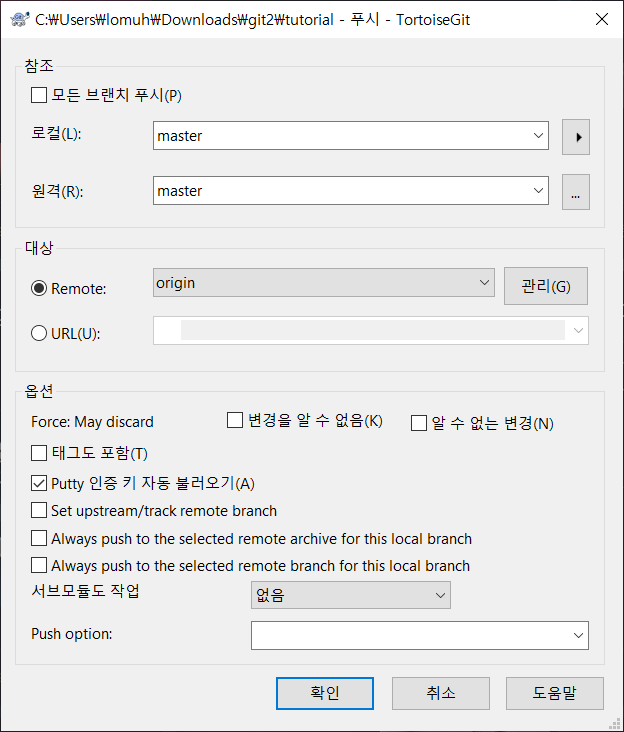 C:₩Users₩lomuh₩Downloads₩git2₩tutorial - 푸시 - TortoiseGit
참조
모든 브랜치 푸시(P)
로컬(L): master
원격(R): master ...
대상
Remote: origin 관리(G)
URL(U):
옵션
Force: May discard 변경을 알 수 없음(K) 알 수 없는 변경(N)
태그도 포함(T)
Putty 인증 키 자동 불러오기(A)
Set upstream/track remote branch
Always push to the selected remote archive for this local branch
Always push to the selected remote branch for this local branch
서브모듈도 작업 없음
Push option:
확인 취소 도움말